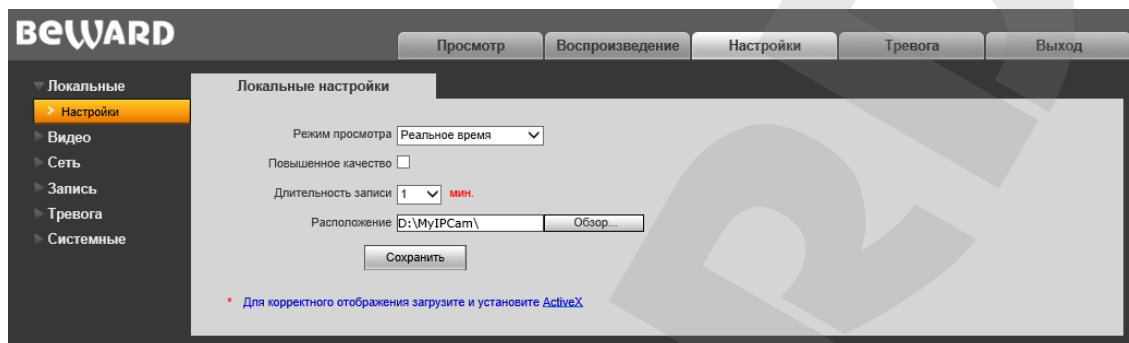 BEWARD
Просмотр Воспроизведение Настройки Тревога Выход
Локальные
> Настройки
Видео
Сеть
Запись
Тревога
Системные
Локальные настройки
Режим просмотра Реальное время
Повышенное качество
Длительность записи 1 мин.
Расположение D:\MyIPCam\ Обзор...
Сохранить
* Для корректного отображения загрузите и установите ActiveX